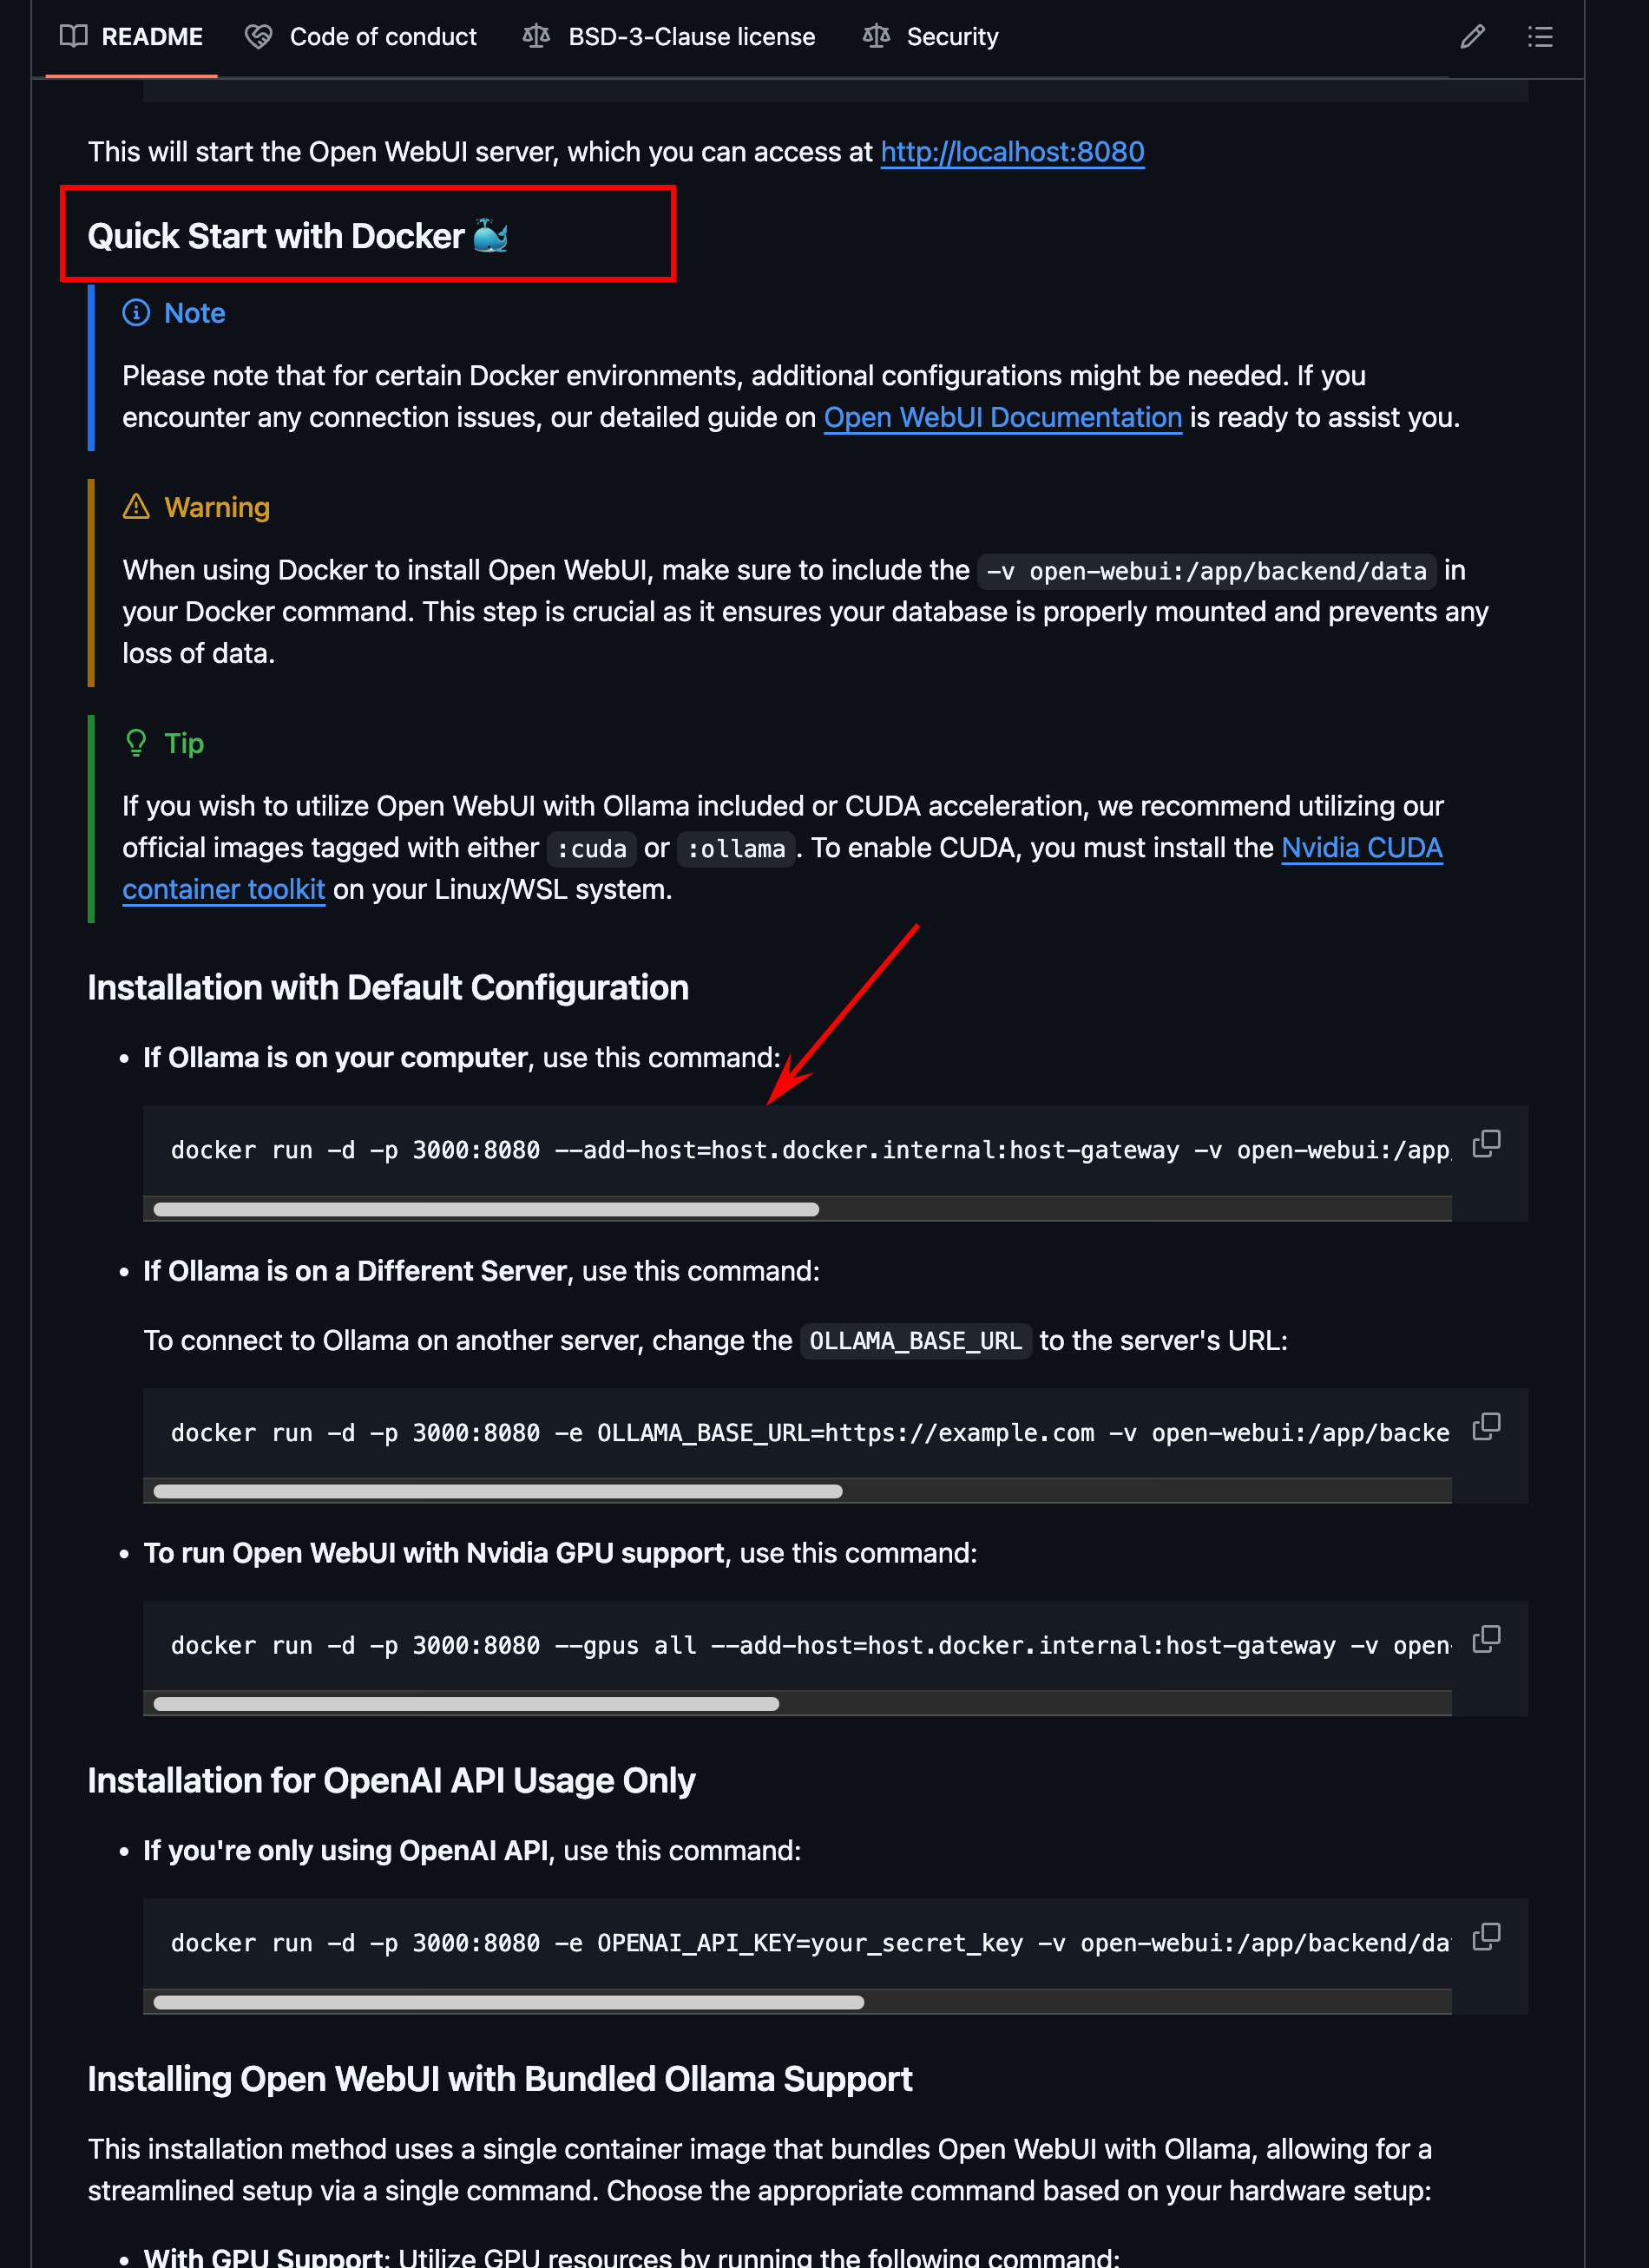 README
Code of conduct
BSD-3-Clause license
Security
This will start the Open WebUI server, which you can access at http://localhost:8080
Quick Start with Docker 🐳
Note
Please note that for certain Docker environments, additional configurations might be needed. If you
encounter any connection issues, our detailed guide on Open WebUI Documentation is ready to assist you.
Warning
When using Docker to install Open WebUI, make sure to include the -v open-webui:/app/backend/data in
your Docker command. This step is crucial as it ensures your database is properly mounted and prevents any
loss of data.
Tip
If you wish to utilize Open WebUI with Ollama included or CUDA acceleration, we recommend utilizing our
official images tagged with either :cuda or :ollama. To enable CUDA, you must install the Nvidia CUDA
container toolkit on your Linux/WSL system.
Installation with Default Configuration
• If Ollama is on your computer, use this command:
docker run -d -p 3000:8080 --add-host=host.docker.internal:host-gateway -v open-webui:/app
• If Ollama is on a Different Server, use this command:
To connect to Ollama on another server, change the OLLAMA_BASE_URL to the server's URL:
docker run -d -p 3000:8080 -e OLLAMA_BASE_URL=https://example.com -v open-webui:/app/backe
• To run Open WebUI with Nvidia GPU support, use this command:
docker run -d -p 3000:8080 --gpus all --add-host=host.docker.internal:host-gateway -v open-
Installation for OpenAI API Usage Only
• If you're only using OpenAI API, use this command:
docker run -d -p 3000:8080 -e OPENAI_API_KEY=your_secret_key -v open-webui:/app/backend/da
Installing Open WebUI with Bundled Ollama Support
This installation method uses a single container image that bundles Open WebUI with Ollama, allowing for a
streamlined setup via a single command. Choose the appropriate command based on your hardware setup:
• With GPU Support: Utilize GPU resources by running the following command: